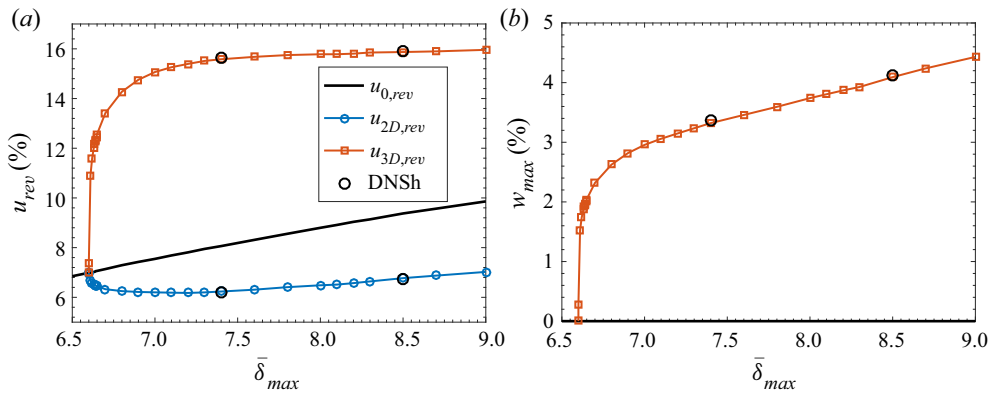 (a)
u_rev (%)
16
14
12
10
8
6
6.5 7.0 7.5 8.0 8.5 9.0
δ̄_max
u_0,rev
u_2D,rev
u_3D,rev
DNSh
(b)
w_max (%)
5
4
3
2
1
0
6.5 7.0 7.5 8.0 8.5 9.0
δ̄_max